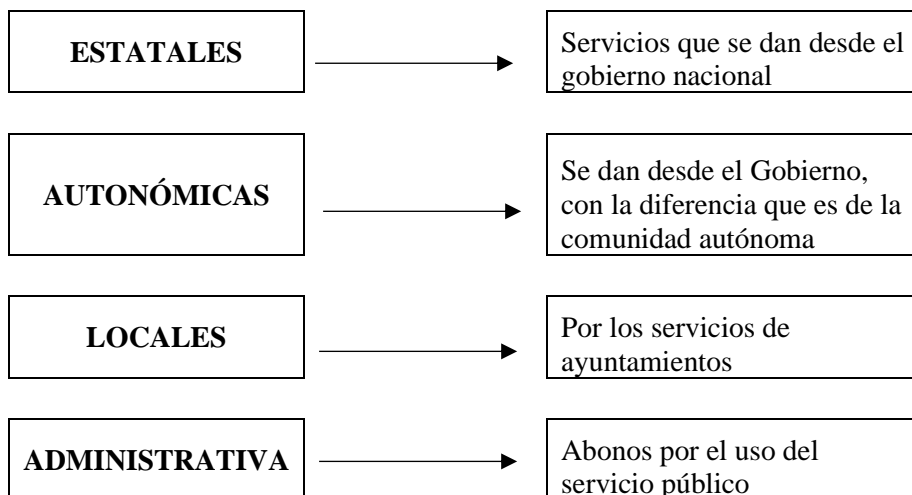 ESTATALES
Servicios que se dan desde el
gobierno nacional
AUTONÓMICAS
Se dan desde el Gobierno,
con la diferencia que es de la
comunidad autónoma
LOCALES
Por los servicios de
ayuntamientos
ADMINISTRATIVA
Abonos por el uso del
servicio público